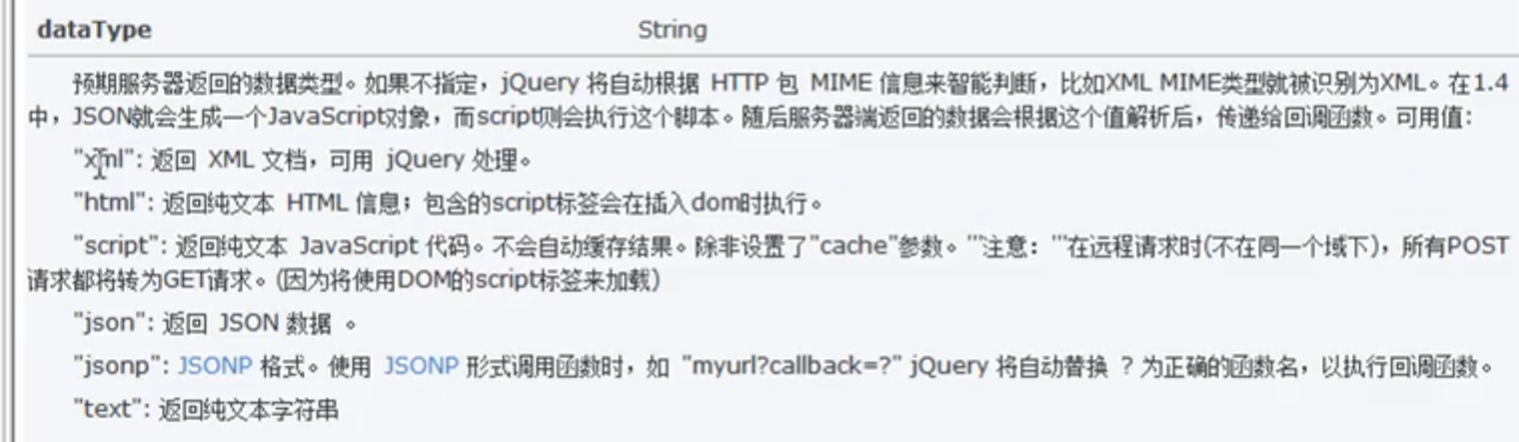 dataType String
预期服务器返回的数据类型。如果不指定，jQuery 将自动根据 HTTP 包 MIME 信息来智能判断，比如XML MIME类型就被识别为XML。在1.4
中，JSON就会生成一个JavaScript对象，而script则会执行这个脚本。随后服务器端返回的数据会根据这个值解析后，传递给回调函数。可用值：
"xml": 返回 XML 文档，可用 jQuery 处理。
"html": 返回纯文本 HTML 信息；包含的script标签会在插入dom时执行。
"script": 返回纯文本 JavaScript 代码。不会自动缓存结果。除非设置了"cache"参数。'''注意：'''在远程请求时(不在同一个域下)，所有POST
请求都将转为GET请求。(因为将使用DOM的script标签来加载)
"json": 返回 JSON 数据 。
"jsonp": JSONP 格式。使用 JSONP 形式调用函数时，如 "myurl?callback=?" jQuery 将自动替换 ? 为正确的函数名，以执行回调函数。
"text": 返回纯文本字符串